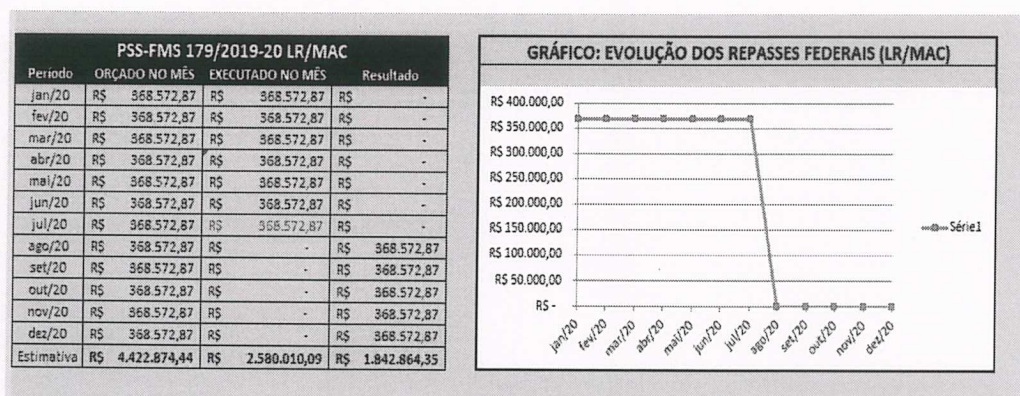 PSS-FMS 179/2019-20 LR/MAC
Período ORÇADO NO MÊS EXECUTADO NO MÊS Resultado
jan/20 R$ 368.572,87 R$ 368.572,87 R$ -
fev/20 R$ 368.572,87 R$ 368.572,87 R$ -
mar/20 R$ 368.572,87 R$ 368.572,87 R$ -
abr/20 R$ 368.572,87 R$ 368.572,87 R$ -
mai/20 R$ 368.572,87 R$ 368.572,87 R$ -
jun/20 R$ 368.572,87 R$ 368.572,87 R$ -
jul/20 R$ 368.572,87 R$ 368.572,87 R$ -
ago/20 R$ 368.572,87 R$ - R$ 368.572,87
set/20 R$ 368.572,87 R$ - R$ 368.572,87
out/20 R$ 368.572,87 R$ - R$ 368.572,87
nov/20 R$ 368.572,87 R$ - R$ 368.572,87
dez/20 R$ 368.572,87 R$ - R$ 368.572,87
Estimativa R$ 4.422.874,44 R$ 2.580.010,09 R$ 1.842.864,35
GRÁFICO: EVOLUÇÃO DOS REPASSES FEDERAIS (LR/MAC)
R$ 400.000,00
R$ 350.000,00
R$ 300.000,00
R$ 250.000,00
R$ 200.000,00
R$ 150.000,00
R$ 100.000,00
R$ 50.000,00
R$ -
jan/20 fev/20 mar/20 abr/20 mai/20 jun/20 jul/20 ago/20 set/20 out/20 nov/20 dez/20
Série1